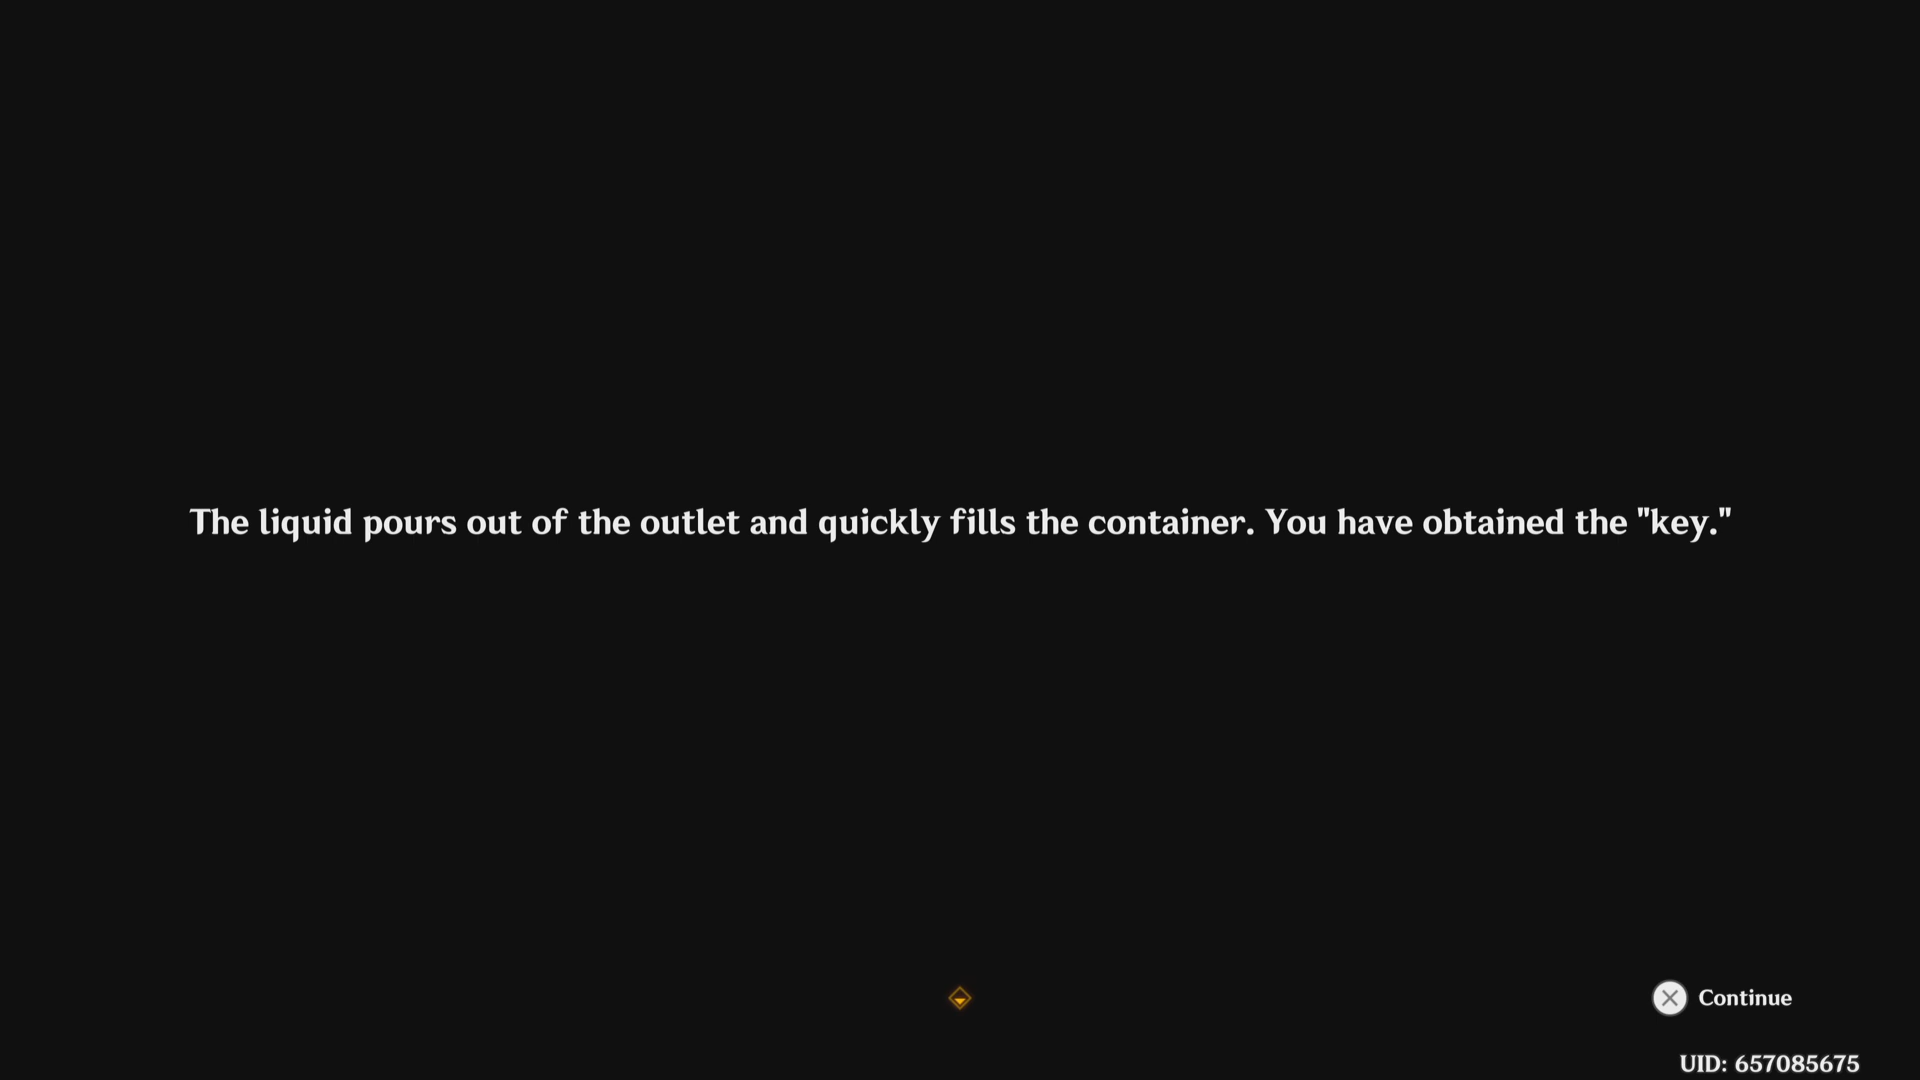 The liquid pours out of the outlet and quickly fills the container. You have obtained the "key."
Continue
UID: 657085675